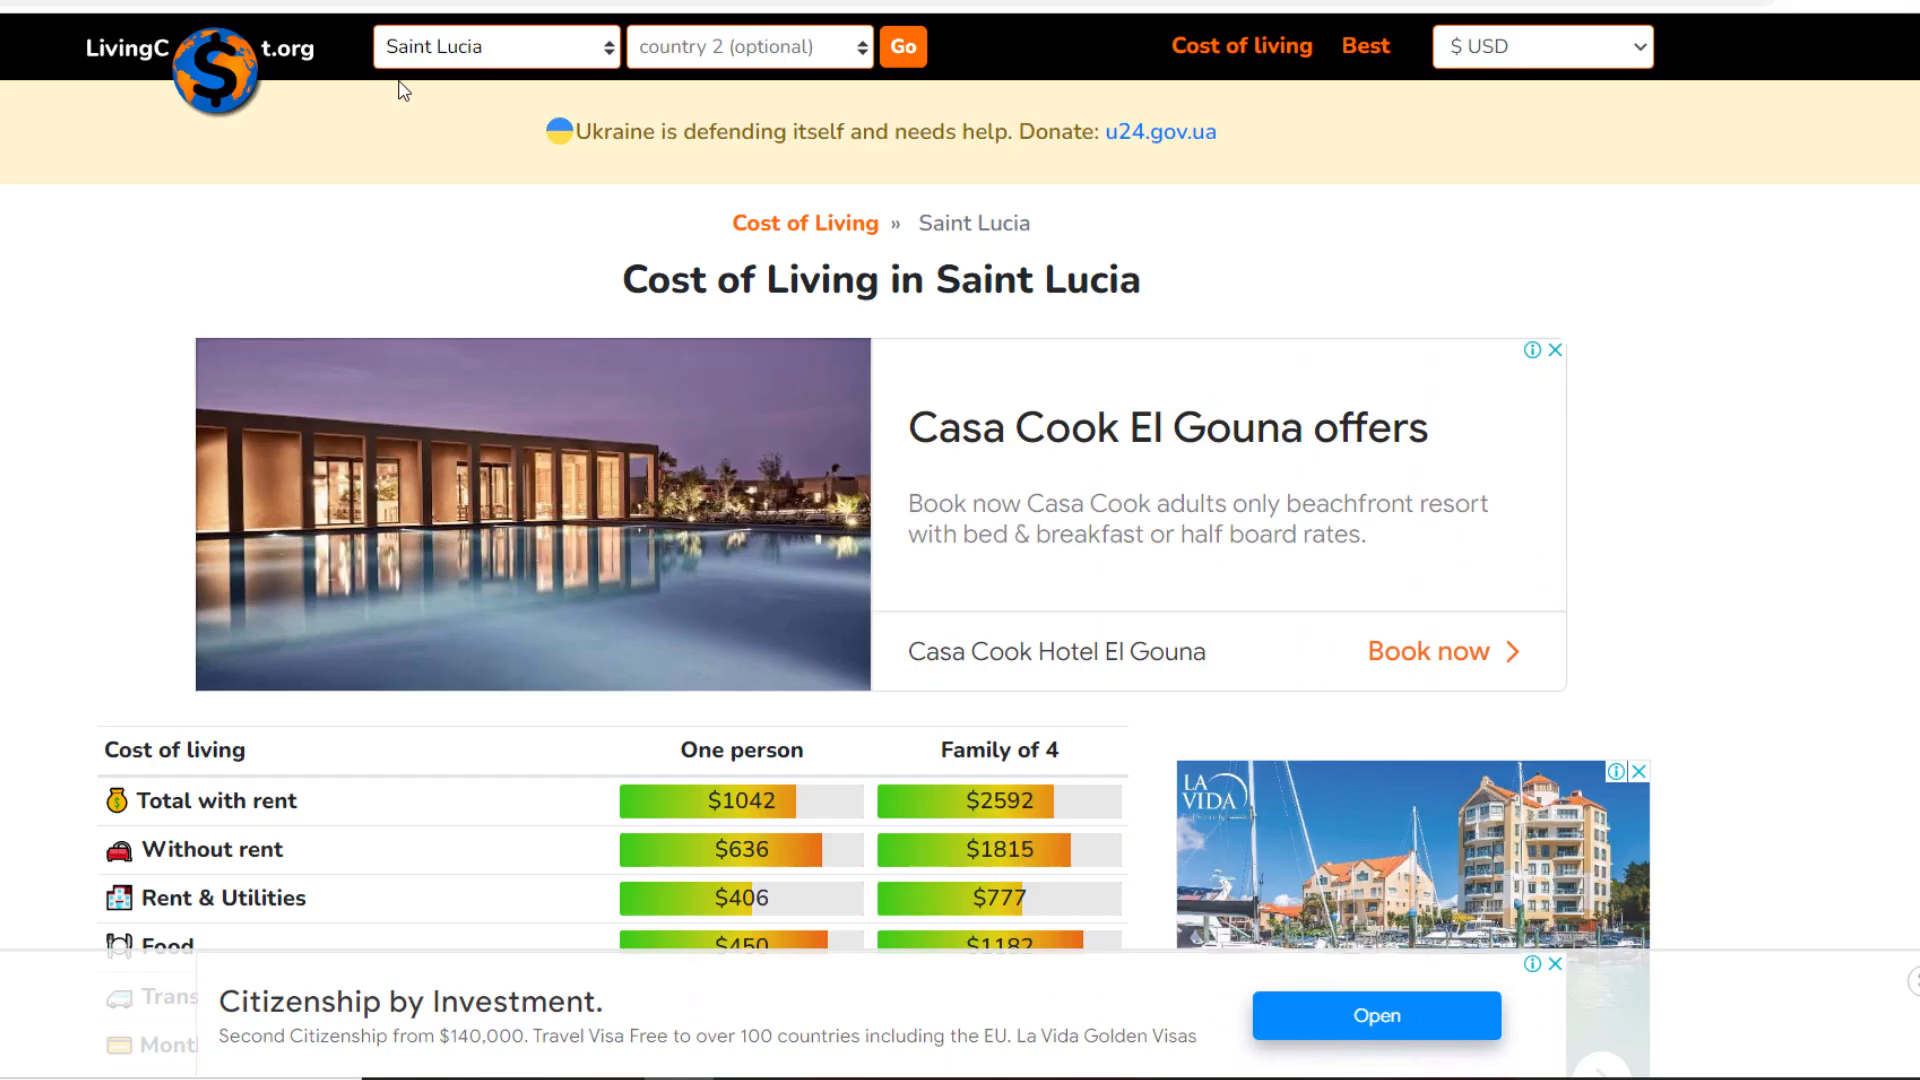 LivingC t.org
Saint Lucia
country 2 (optional)
Go
Cost of living
Best
$ USD
Ukraine is defending itself and needs help. Donate: u24.gov.ua
Cost of Living » Saint Lucia
Cost of Living in Saint Lucia
Casa Cook El Gouna offers
Book now Casa Cook adults only beachfront resort
with bed & breakfast or half board rates.
Casa Cook Hotel El Gouna
Book now
Cost of living One person Family of 4
Total with rent $1042 $2592
Without rent $636 $1815
Rent & Utilities $406 $777
Food $450 $1182
Trans
Mont
LA
VIDA
Citizenship by Investment.
Second Citizenship from $140,000. Travel Visa Free to over 100 countries including the EU. La Vida Golden Visas
Open